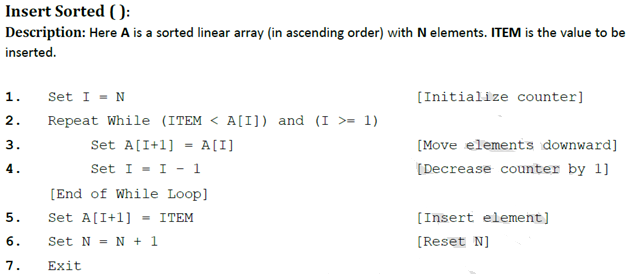 Insert Sorted ( ):
Description: Here A is a sorted linear array (in ascending order) with N elements. ITEM is the value to be
inserted.
1. Set I = N [Initialize counter]
2. Repeat While (ITEM < A[I]) and (I >= 1)
3. Set A[I+1] = A[I] [Move elements downward]
4. Set I = I - 1 [Decrease counter by 1]
[End of While Loop]
5. Set A[I+1] = ITEM [Insert element]
6. Set N = N + 1 [Reset N]
7. Exit